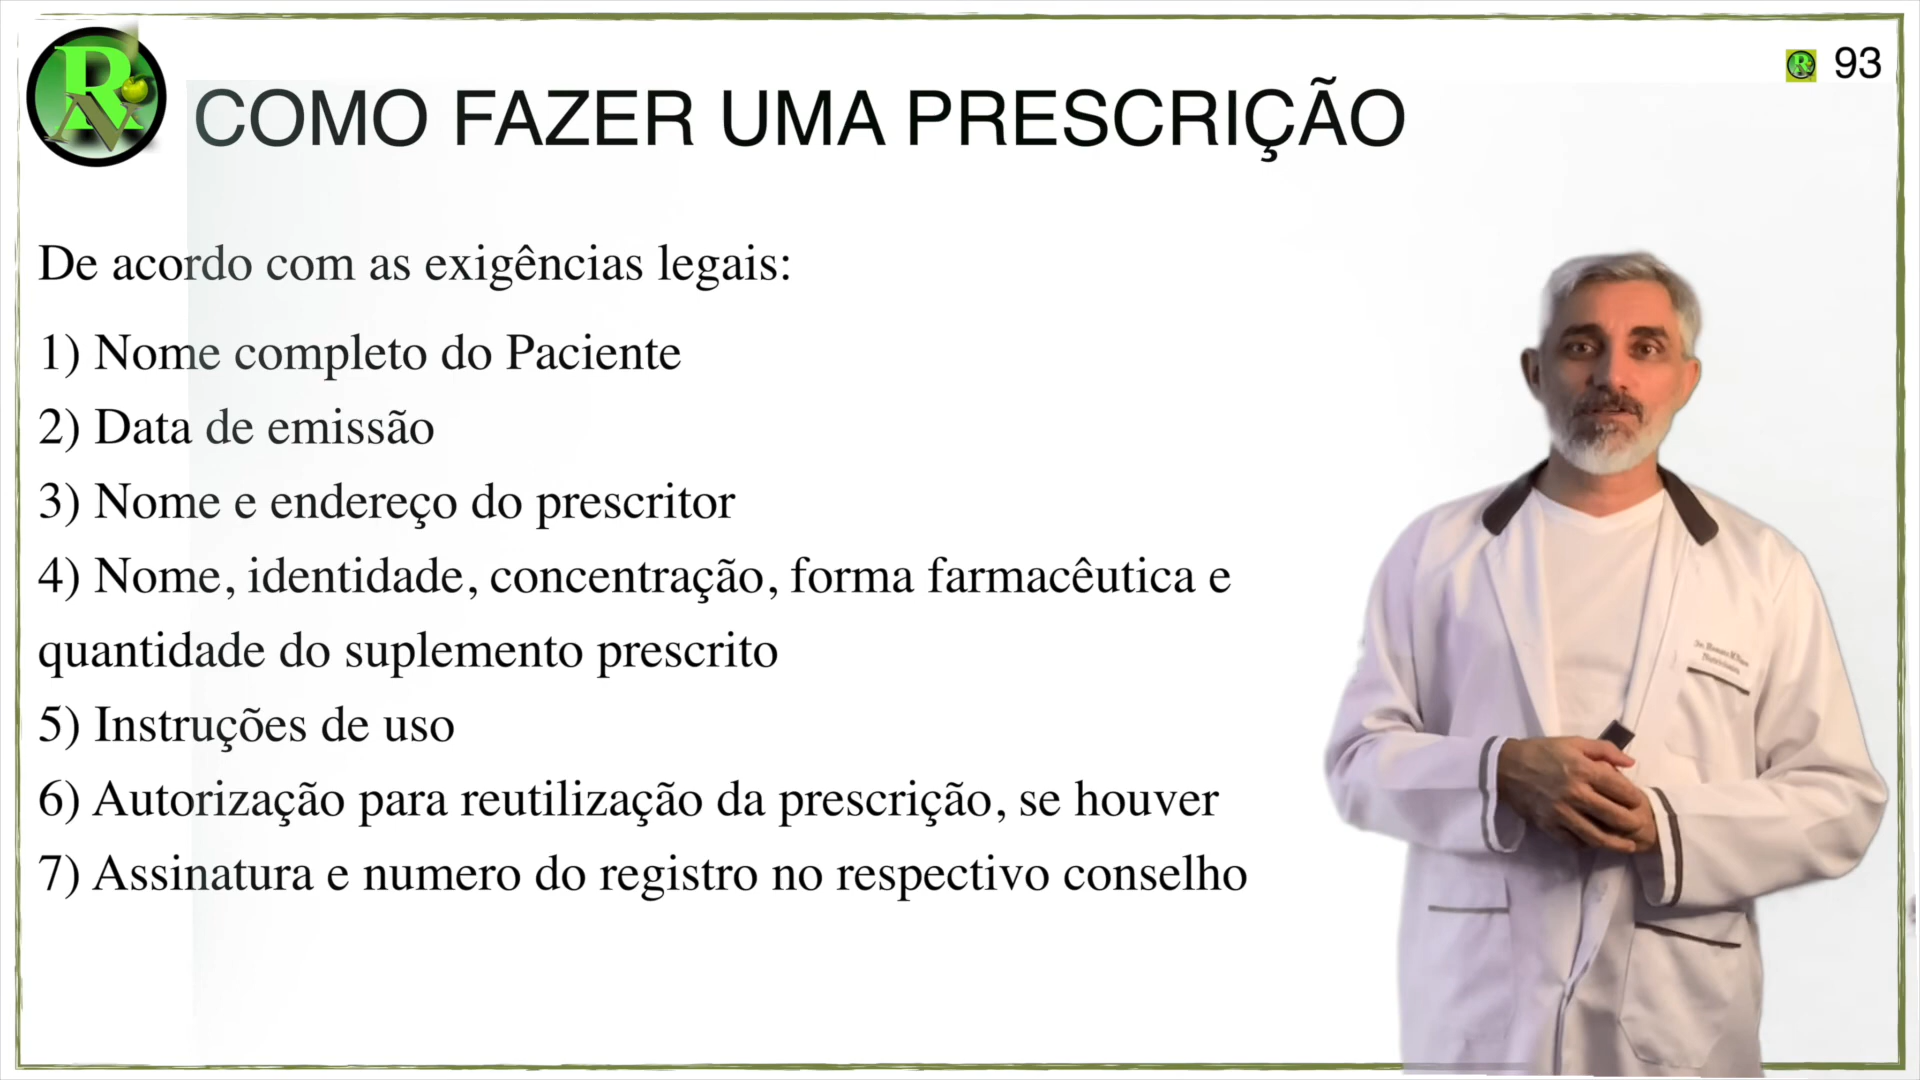 RN
93
COMO FAZER UMA PRESCRIÇÃO
De acordo com as exigências legais:
1) Nome completo do Paciente
2) Data de emissão
3) Nome e endereço do prescritor
4) Nome, identidade, concentração, forma farmacêutica e
quantidade do suplemento prescrito
5) Instruções de uso
6) Autorização para reutilização da prescrição, se houver
7) Assinatura e numero do registro no respectivo conselho